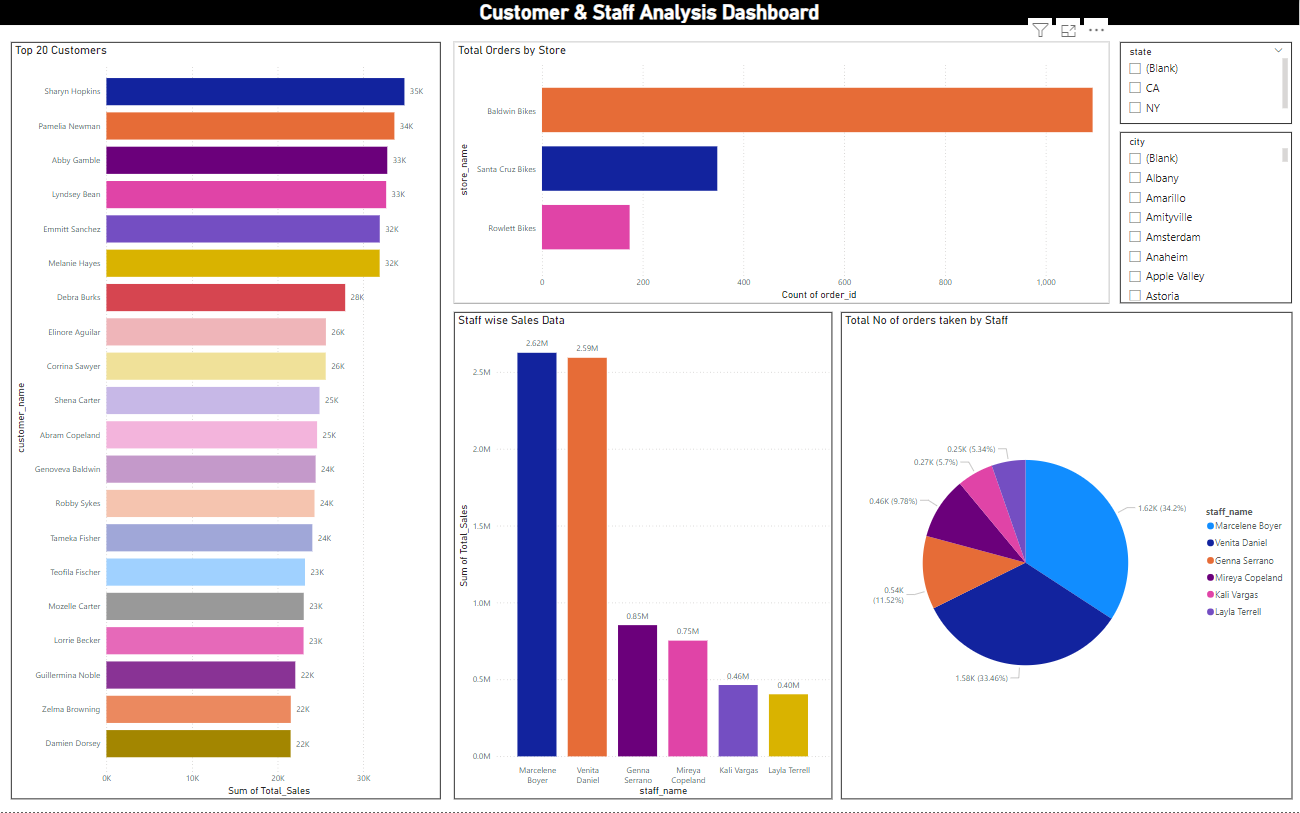 Customer & Staff Analysis Dashboard
Top 20 Customers
customer_name
Sharyn Hopkins 35K
Pamelia Newman 34K
Abby Gamble 33K
Lyndsey Bean 33K
Emmitt Sanchez 32K
Melanie Hayes 32K
Debra Burks 28K
Elinore Aguilar 26K
Corrina Sawyer 26K
Shena Carter 25K
Abram Copeland 25K
Genoveva Baldwin 24K
Robby Sykes 24K
Tameka Fisher 24K
Teofila Fischer 23K
Mozelle Carter 23K
Lorrie Becker 23K
Guillermina Noble 22K
Zelma Browning 22K
Damien Dorsey 22K
0K 10K 20K 30K
Sum of Total_Sales
Total Orders by Store
store_name
Baldwin Bikes
Santa Cruz Bikes
Rowlett Bikes
0 200 400 600 800 1,000
Count of order_id
state
(Blank)
CA
NY
city
(Blank)
Albany
Amarillo
Amityville
Amsterdam
Anaheim
Apple Valley
Astoria
Staff wise Sales Data
Sum of Total_Sales
2.5M
2.0M
1.5M
1.0M
0.5M
0.0M
2.62M 2.59M 0.85M 0.75M 0.46M 0.40M
Marcelene Venita Genna Mireya Kali Vargas Layla Terrell
Boyer Daniel Serrano Copeland
staff_name
Total No of orders taken by Staff
0.25K (5.34%)
0.27K (5.7%)
0.46K (9.78%)
1.62K (34.2%)
0.54K
(11.52%)
1.58K (33.46%)
staff_name
Marcelene Boyer
Venita Daniel
Genna Serrano
Mireya Copeland
Kali Vargas
Layla Terrell